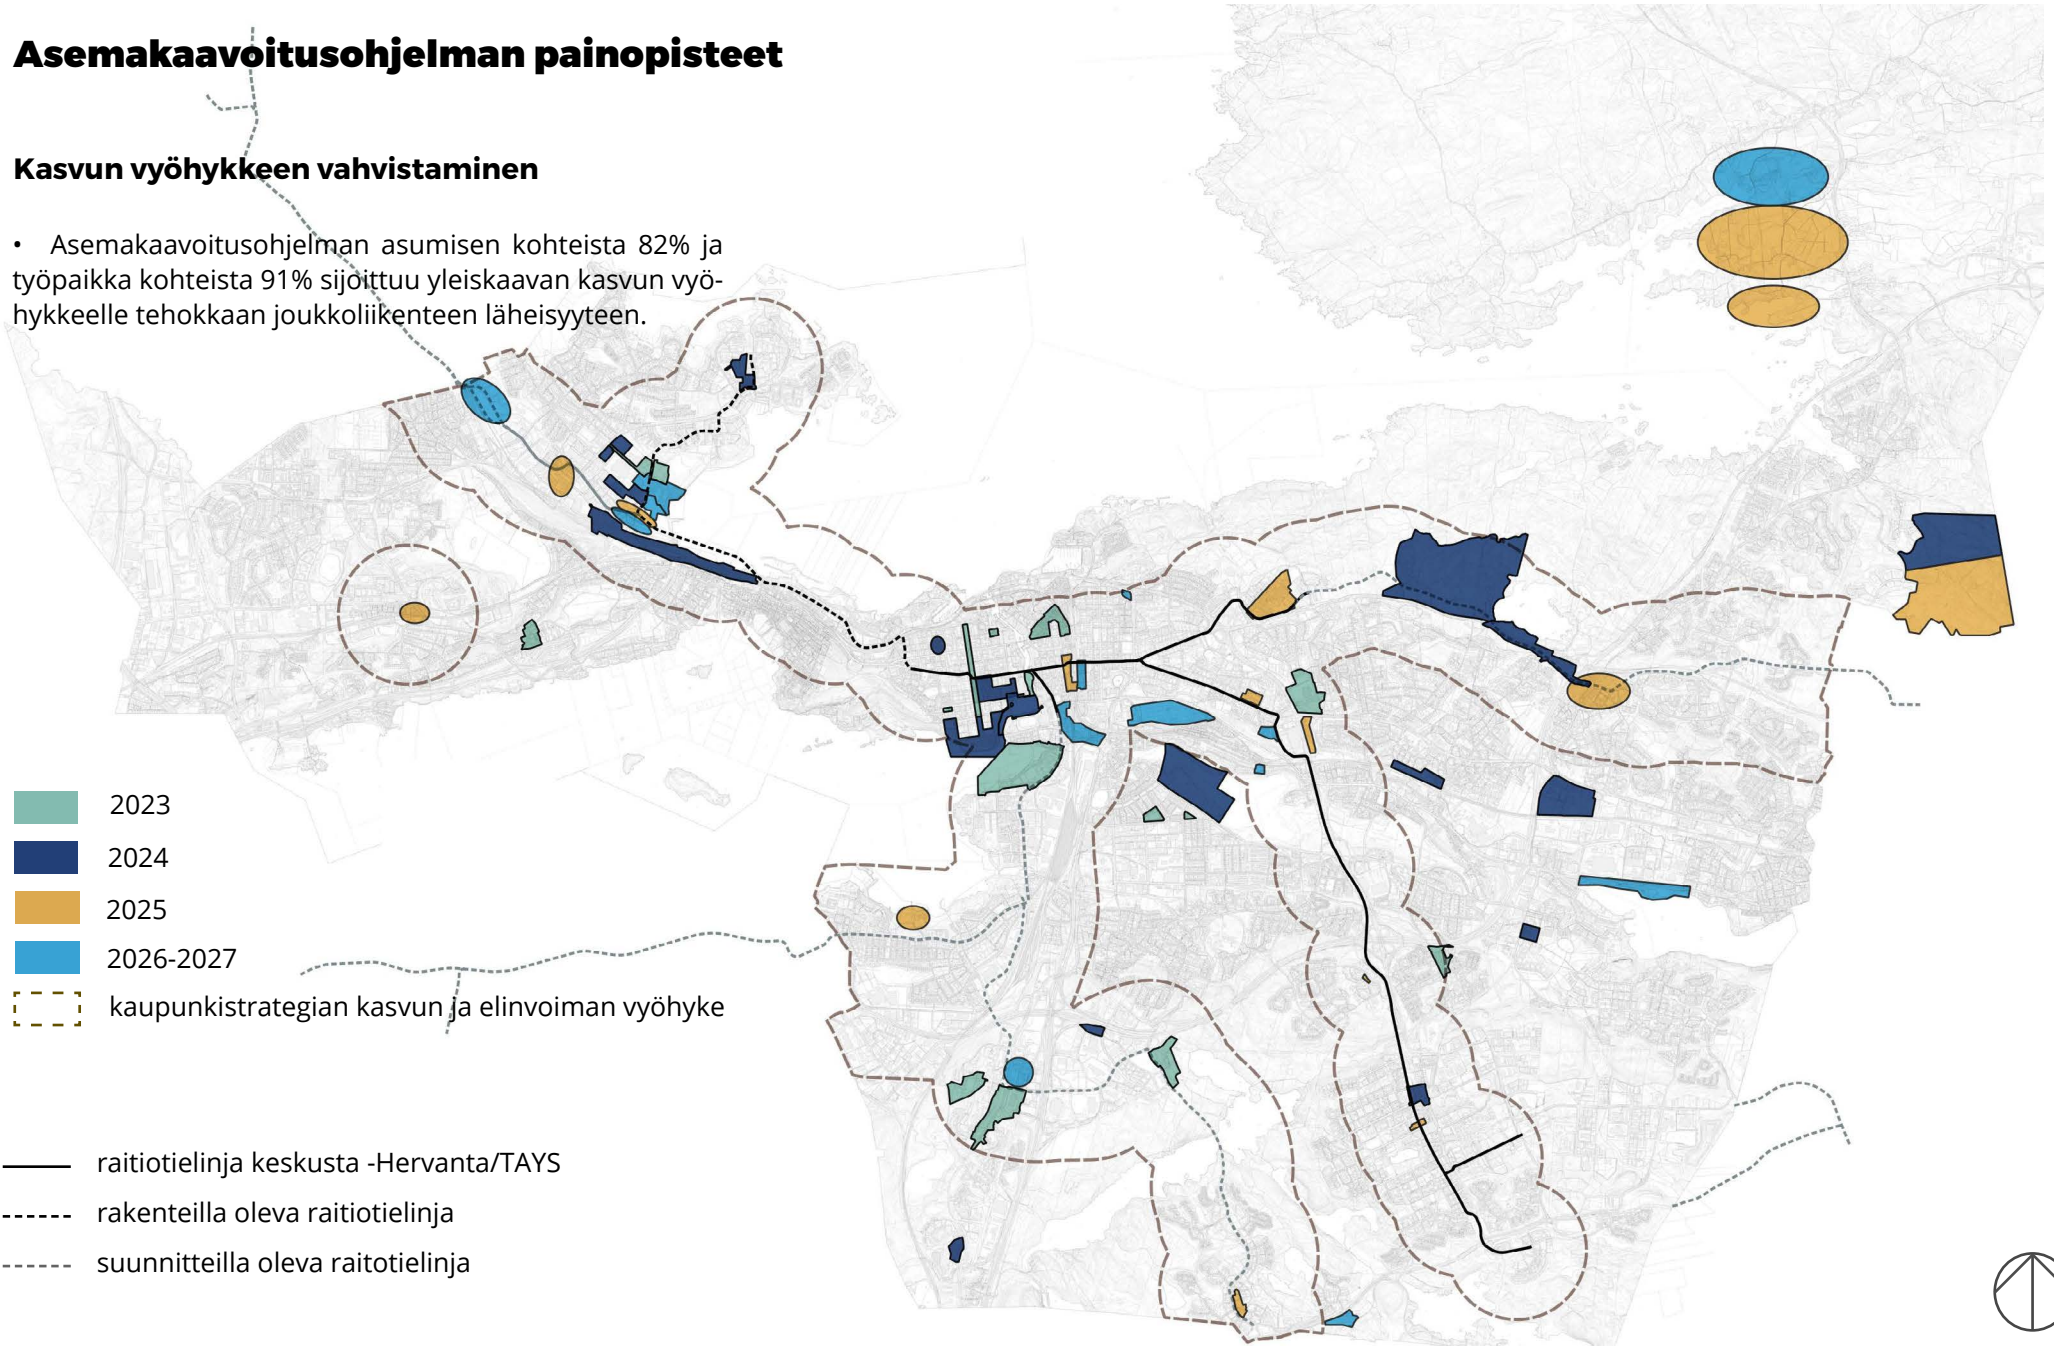 Asemakaavoitusohjelman painopisteet
Kasvun vyöhykkeen vahvistaminen
• Asemakaavoitusohjelman asumisen kohteista 82% ja
työpaikka kohteista 91% sijoittuu yleiskaavan kasvun vyö-
hykkeelle tehokkaan joukkoliikenteen läheisyyteen.
2023
2024
2025
2026-2027
kaupunkistrategian kasvun ja elinvoiman vyöhyke
raitiotielinja keskusta -Hervanta/TAYS
rakenteilla oleva raitiotielinja
suunnitteilla oleva raitotielinja